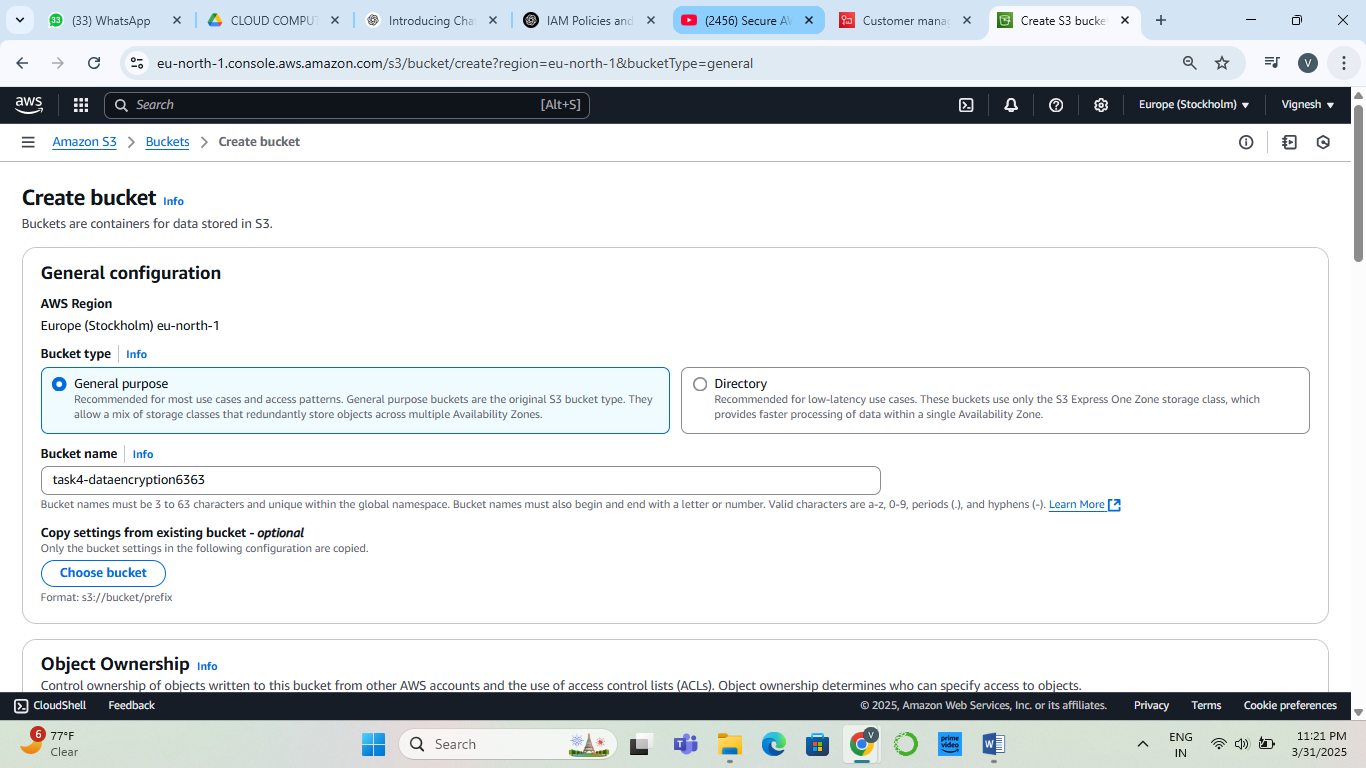 (33) WhatsApp
CLOUD COMPU
Introducing Cha
IAM Policies and
(2456) Secure A
Customer mana
Create S3 bucke
eu-north-1.console.aws.amazon.com/s3/bucket/create?region=eu-north-1&bucketType=general
V
aws
Search
[Alt+S]
Europe (Stockholm)
Vignesh
Amazon S3
Buckets
Create bucket
Create bucket Info
Buckets are containers for data stored in S3.
General configuration
AWS Region
Europe (Stockholm) eu-north-1
Bucket type Info
General purpose
Recommended for most use cases and access patterns. General purpose buckets are the original S3 bucket type. They
allow a mix of storage classes that redundantly store objects across multiple Availability Zones.
Directory
Recommended for low-latency use cases. These buckets use only the S3 Express One Zone storage class, which
provides faster processing of data within a single Availability Zone.
Bucket name Info
task4-dataencryption6363
Bucket names must be 3 to 63 characters and unique within the global namespace. Bucket names must also begin and end with a letter or number. Valid characters are a-z, 0-9, periods (.), and hyphens (-). Learn More
Copy settings from existing bucket - optional
Only the bucket settings in the following configuration are copied.
Choose bucket
Format: s3://bucket/prefix
Object Ownership Info
Control ownership of objects written to this bucket from other AWS accounts and the use of access control lists (ACLs). Object ownership determines who can specify access to objects.
CloudShell
Feedback
© 2025, Amazon Web Services, Inc. or its affiliates.
Privacy
Terms
Cookie preferences
6
77°F
Clear
Search
prime video
V
ENG
IN
11:21 PM
3/31/2025